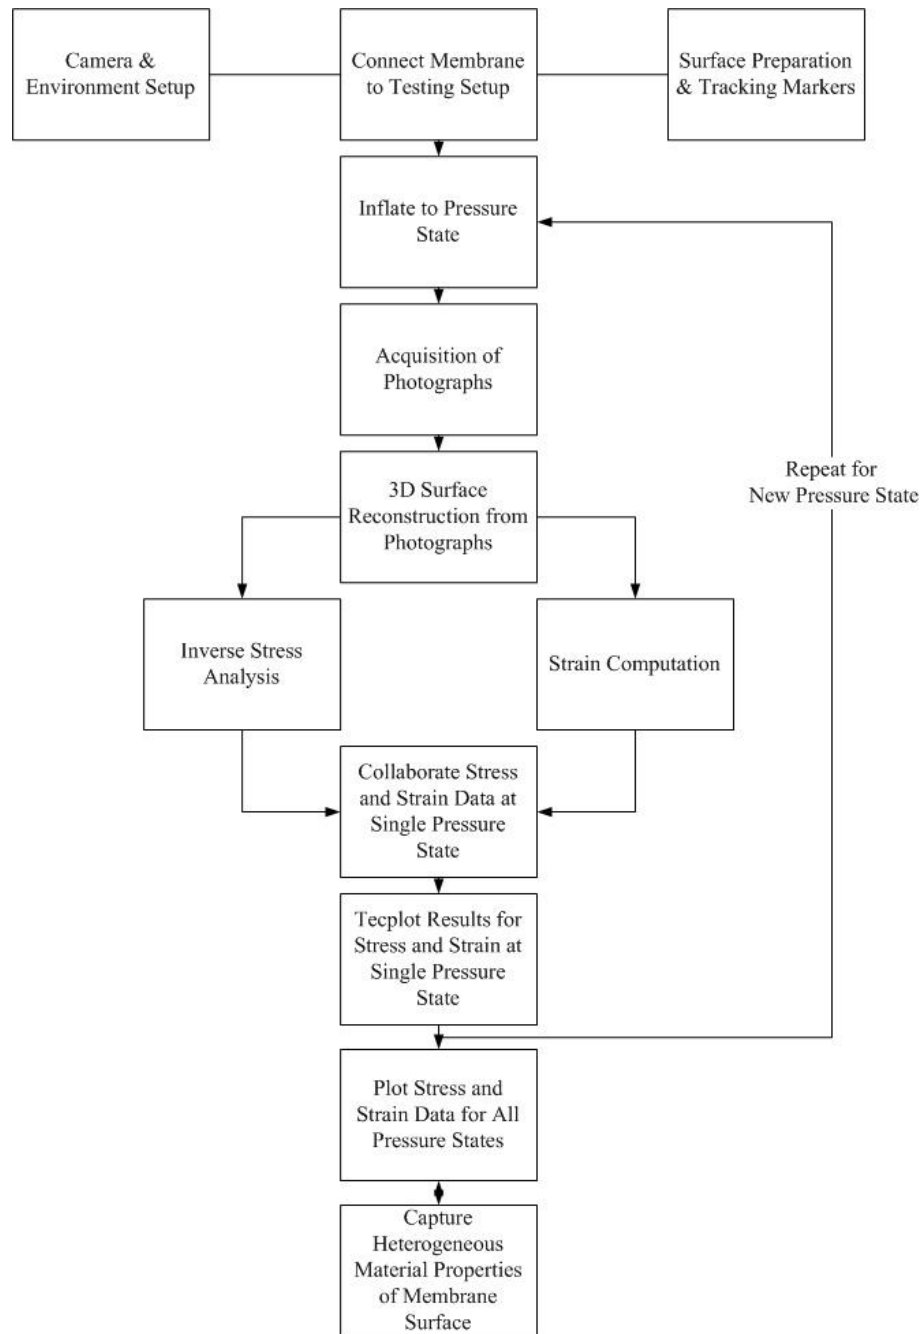 Camera &
Environment Setup
Connect Membrane
to Testing Setup
Surface Preparation
& Tracking Markers
Inflate to Pressure
State
Acquisition of
Photographs
3D Surface
Reconstruction from
Photographs
Repeat for
New Pressure State
Inverse Stress
Analysis
Strain Computation
Collaborate Stress
and Strain Data at
Single Pressure
State
Tecplot Results for
Stress and Strain at
Single Pressure
State
Plot Stress and
Strain Data for All
Pressure States
Capture
Heterogeneous
Material Properties
of Membrane
Surface